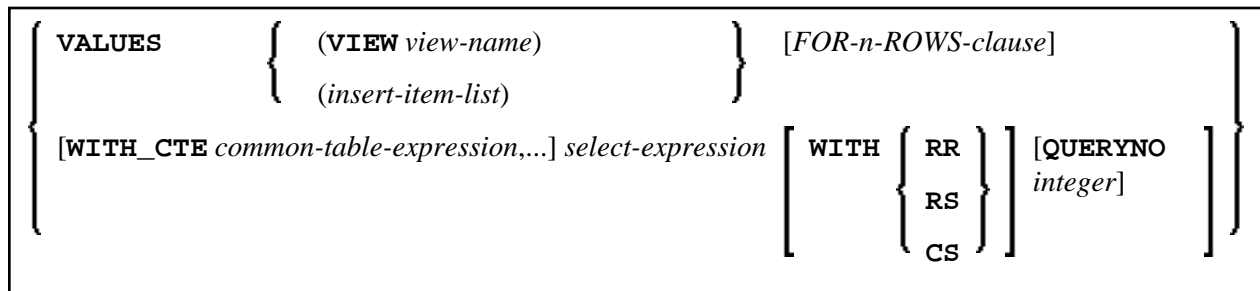 VALUES (VIEW view-name) [FOR-n-ROWS-clause]
(insert-item-list)
[WITH_CTE common-table-expression,...] select-expression WITH RR [QUERYNO
RS integer]
CS